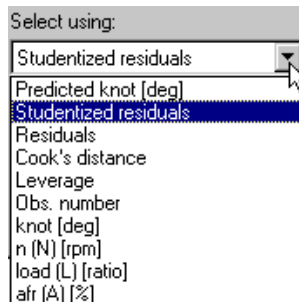 Select using:
Studentized residuals
Predicted knot [deg]
Studentized residuals
Residuals
Cook's distance
Leverage
Obs. number
knot [deg]
n (N) [rpm]
load (L) [ratio]
afr (A) [%]